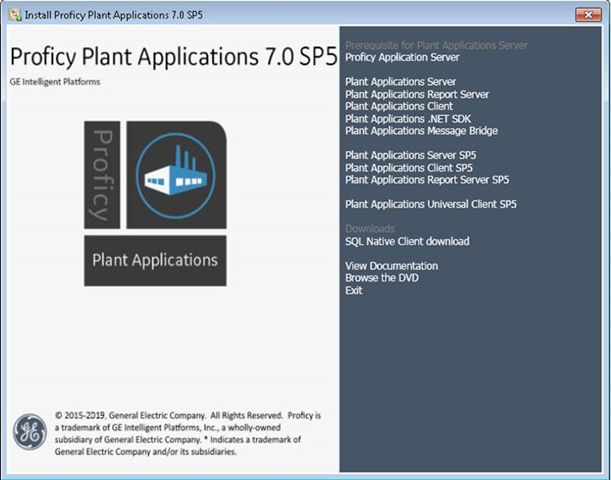 Install Proficy Plant Applications 7.0 SP5
Proficy Plant Applications 7.0 SP5
GE Intelligent Platforms
Proficy
Plant Applications
© 2015-2019, General Electric Company. All Rights Reserved. Proficy is
a trademark of GE Intelligent Platforms, Inc., a wholly-owned
subsidiary of General Electric Company. * Indicates a trademark of
General Electric Company and/or its subsidiaries.
GE
Prerequisite for Plant Applications Server
Proficy Application Server
Plant Applications Server
Plant Applications Report Server
Plant Applications Client
Plant Applications .NET SDK
Plant Applications Message Bridge
Plant Applications Server SP5
Plant Applications Client SP5
Plant Applications Report Server SP5
Plant Applications Universal Client SP5
Downloads
SQL Native Client download
View Documentation
Browse the DVD
Exit